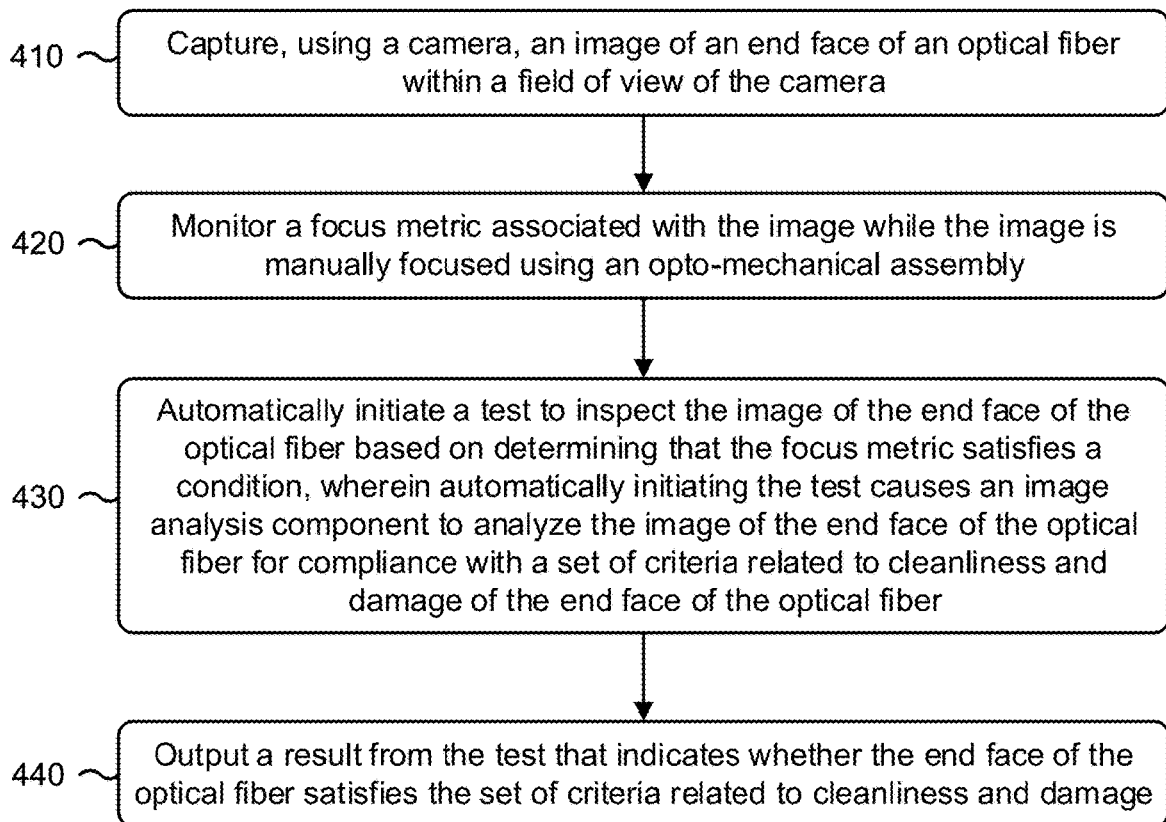 410
Capture, using a camera, an image of an end face of an optical fiber
within a field of view of the camera
420
Monitor a focus metric associated with the image while the image is
manually focused using an opto-mechanical assembly
430
Automatically initiate a test to inspect the image of the end face of the
optical fiber based on determining that the focus metric satisfies a
condition, wherein automatically initiating the test causes an image
analysis component to analyze the image of the end face of the optical
fiber for compliance with a set of criteria related to cleanliness and
damage of the end face of the optical fiber
440
Output a result from the test that indicates whether the end face of the
optical fiber satisfies the set of criteria related to cleanliness and damage